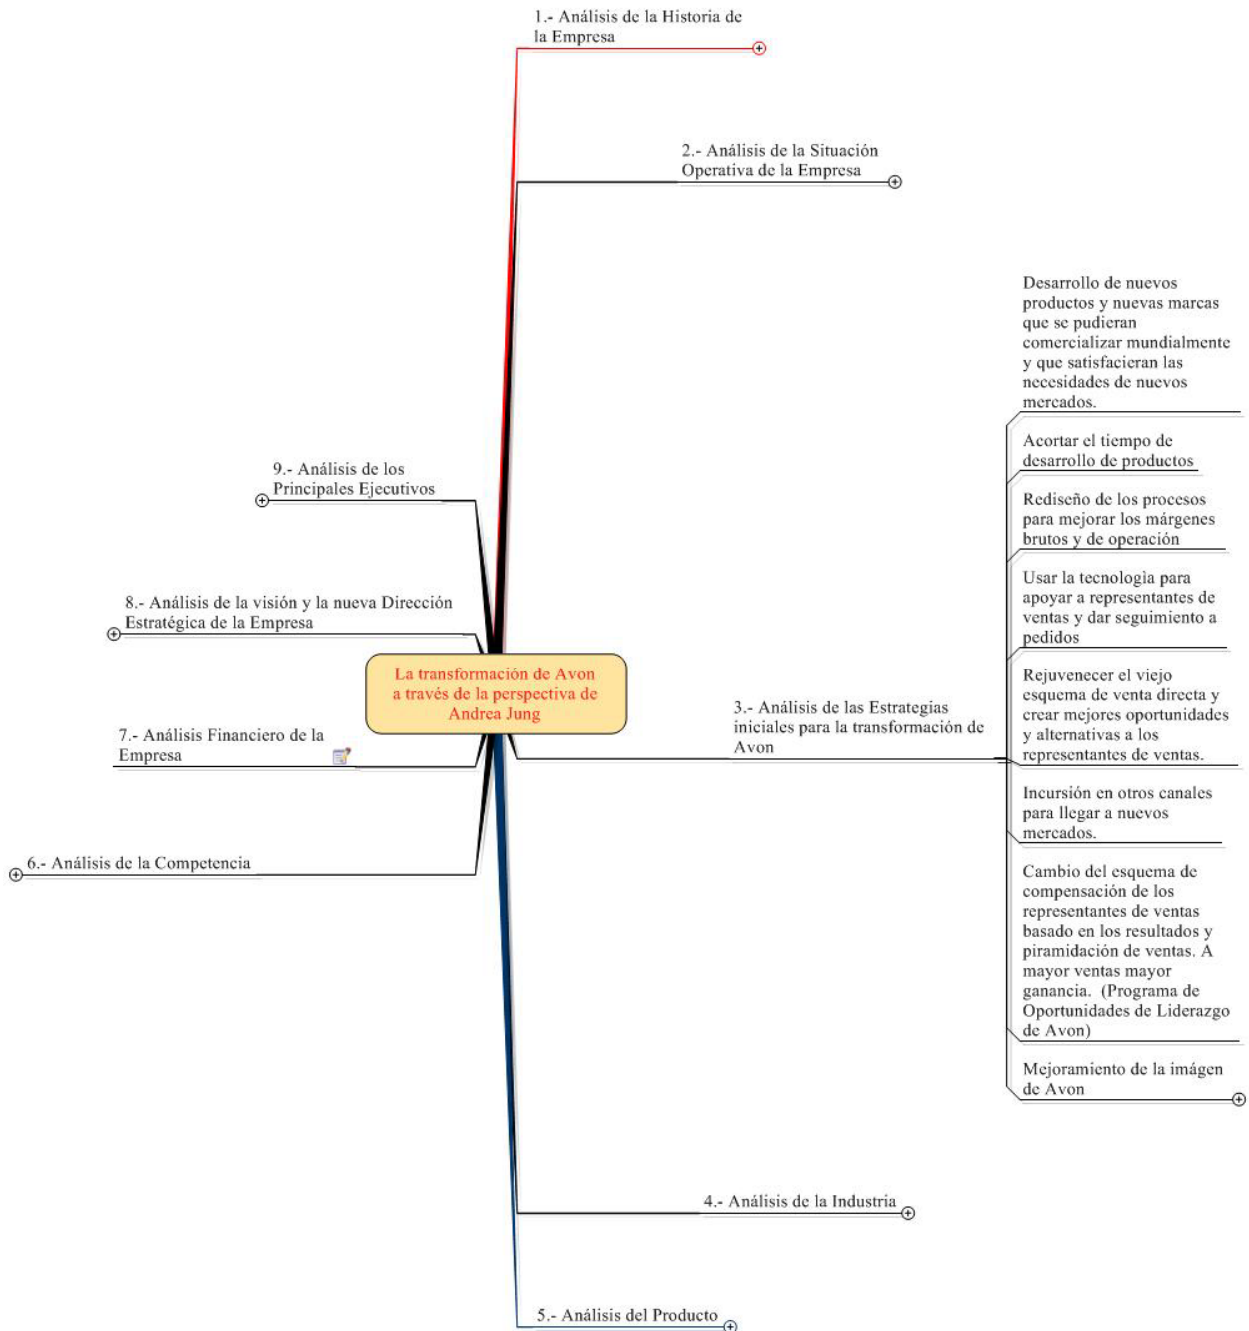 1.- Análisis de la Historia de
la Empresa
2.- Análisis de la Situación
Operativa de la Empresa
Desarrollo de nuevos
productos y nuevas marcas
que se pudieran
comercializar mundialmente
y que satisfacieran las
necesidades de nuevos
mercados.
Acortar el tiempo de
desarrollo de productos
Rediseño de los procesos
para mejorar los márgenes
brutos y de operación
Usar la tecnologìa para
apoyar a representantes de
ventas y dar seguimiento a
pedidos
Rejuvenecer el viejo
esquema de venta directa y
crear mejores oportunidades
y alternativas a los
representantes de ventas.
Incursión en otros canales
para llegar a nuevos
mercados.
Cambio del esquema de
compensación de los
representantes de ventas
basado en los resultados y
piramidación de ventas. A
mayor ventas mayor
ganancia.  (Programa de
Oportunidades de Liderazgo
de Avon)
Mejoramiento de la imágen
de Avon
3.- Análisis de las Estrategias
iniciales para la transformación de
Avon
9.- Análisis de los
Principales Ejecutivos
8.- Análisis de la visión y la nueva Dirección
Estratégica de la Empresa
La transformación de Avon
a través de la perspectiva de
Andrea Jung
7.- Análisis Financiero de la
Empresa
6.- Análisis de la Competencia
4.- Análisis de la Industria
5.- Análisis del Producto